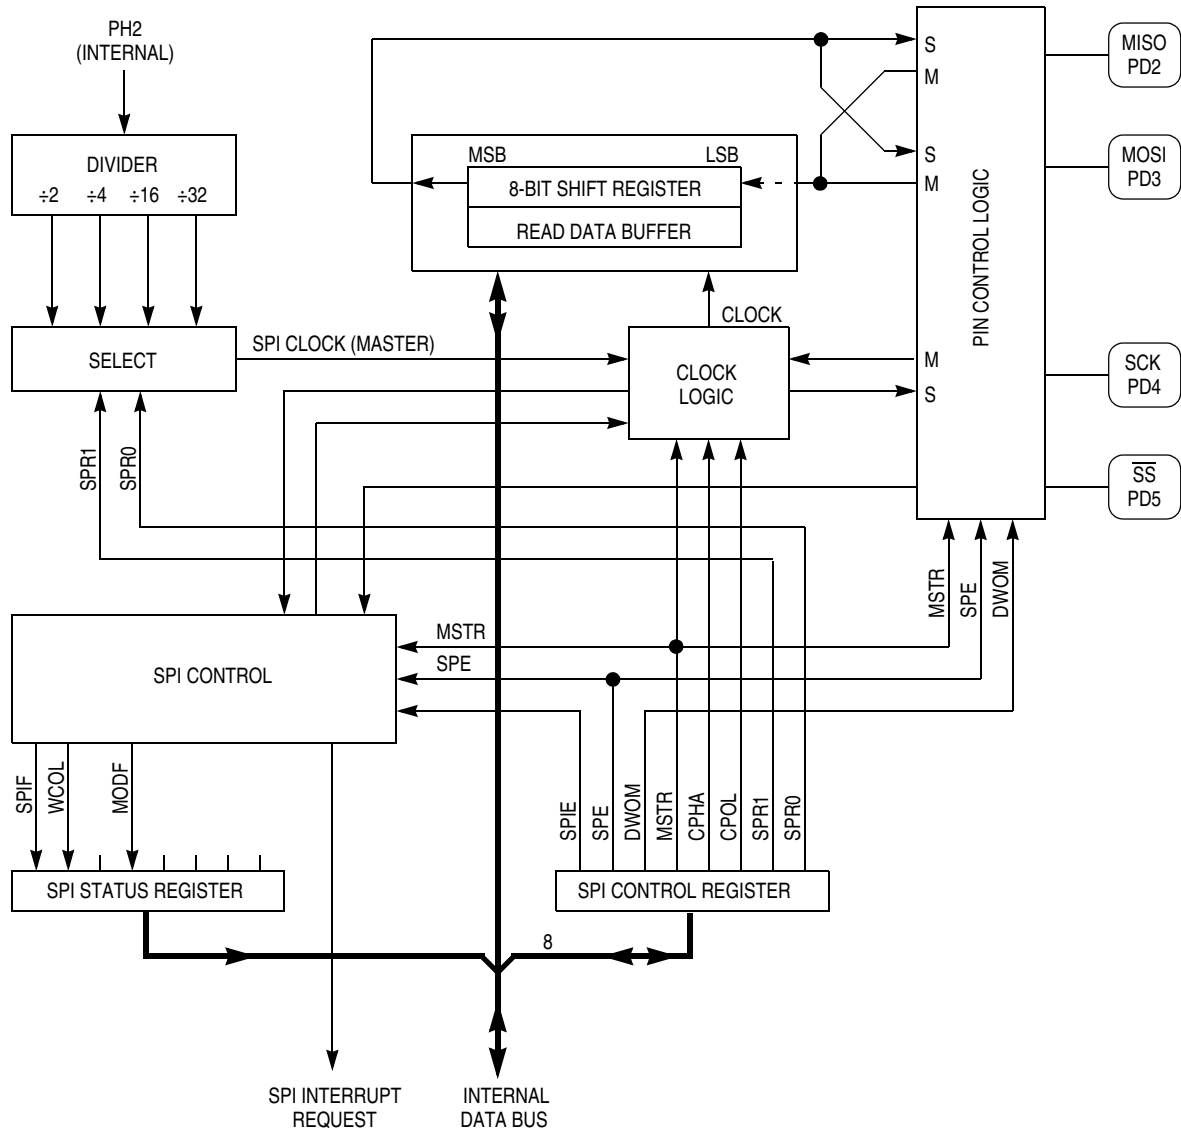 PH2
(INTERNAL)
DIVIDER
÷2 ÷4 ÷16 ÷32
SELECT
SPR1
SPR0
SPI CLOCK (MASTER)
MSB LSB
8-BIT SHIFT REGISTER
READ DATA BUFFER
CLOCK
CLOCK
LOGIC
S
M
S
M
M
S
PIN CONTROL LOGIC
MISO
PD2
MOSI
PD3
SCK
PD4
SS
PD5
MSTR
SPE
DWOM
MSTR
SPE
SPI CONTROL
SPIF
WCOL
MODF
SPIE
SPE
DWOM
MSTR
CPHA
CPOL
SPR1
SPR0
SPI STATUS REGISTER
SPI CONTROL REGISTER
8
SPI INTERRUPT
REQUEST
INTERNAL
DATA BUS